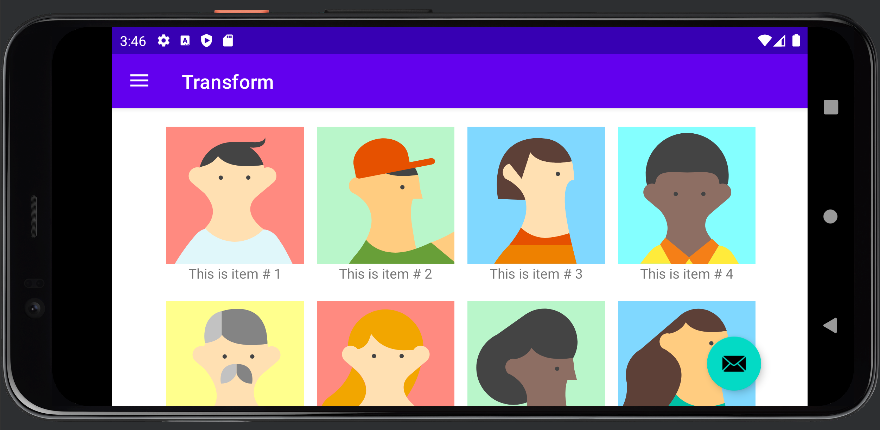 3:46
Transform
This is item # 1
This is item # 2
This is item # 3
This is item # 4